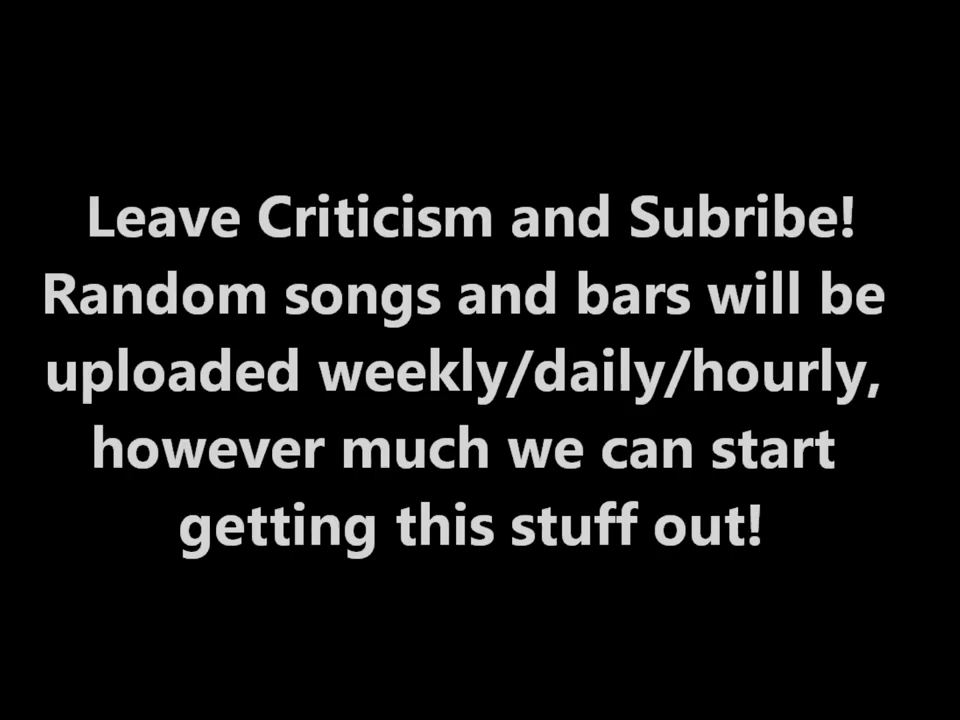 Leave Criticism and Subribe!
Random songs and bars will be
uploaded weekly/daily/hourly,
however much we can start
getting this stuff out!